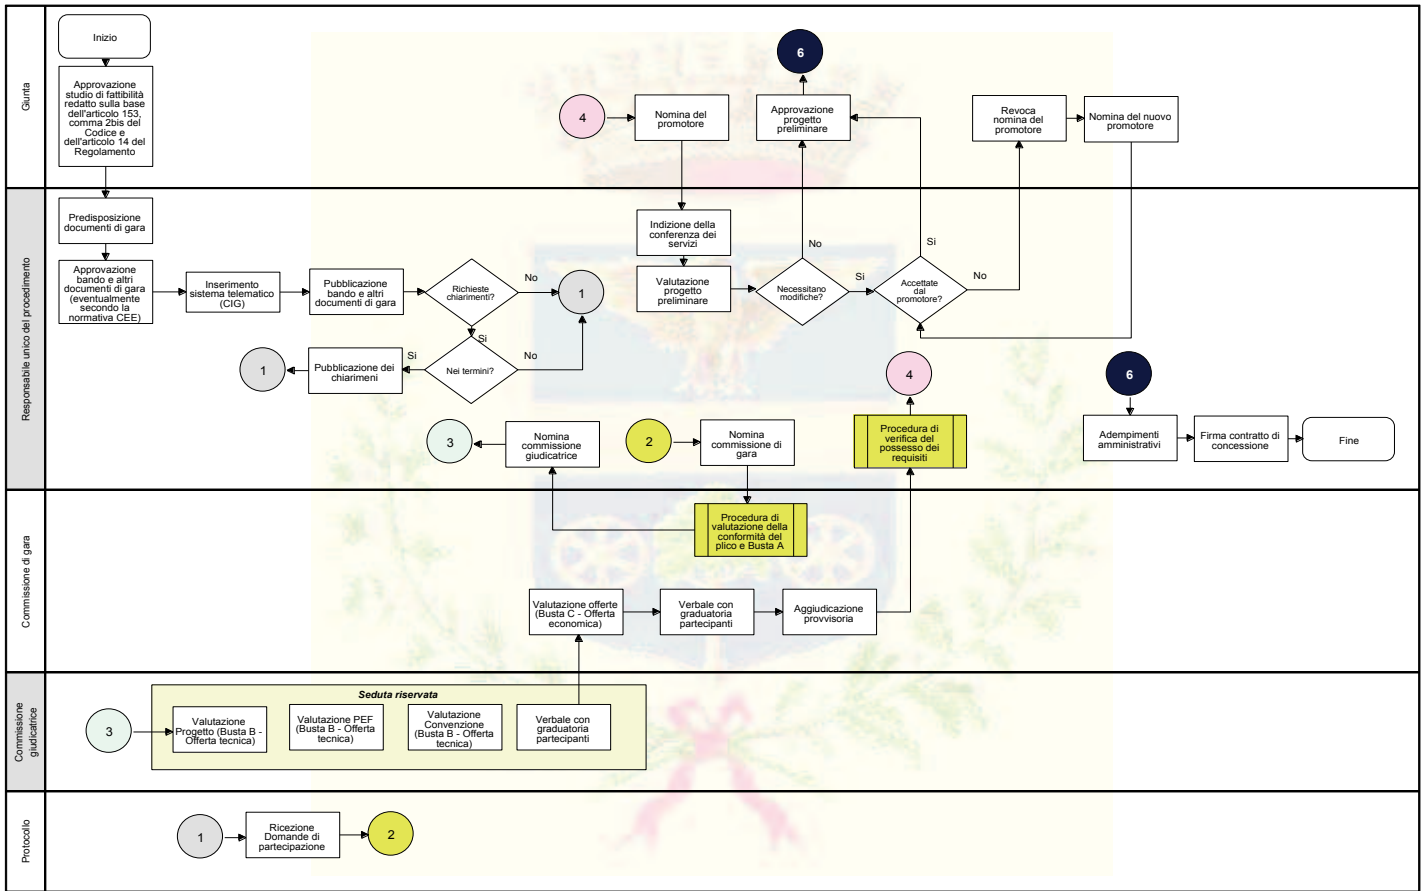 Giunta
Inizio
Approvazione
studio di fattibilità
redatto sulla base
dell'articolo 153,
comma 2bis del
Codice e
dell'articolo 14 del
Regolamento
4
Nomina del
promotore
6
Approvazione
progetto
preliminare
Revoca
nomina del
promotore
Nomina del nuovo
promotore
Responsabile unico del procedimento
Predisposizione
documenti di gara
Approvazione
bando e altri
documenti di gara
(eventualmente
secondo la
normativa CEE)
Inserimento
sistema telematico
(CIG)
Pubblicazione
bando e altri
documenti di gara
Richieste
chiarimenti?
No
1
Si
Nei termini?
No
Si
Pubblicazione dei
chiarimeni
1
Indizione della
conferenza dei
servizi
Valutazione
progetto
preliminare
Necessitano
modifiche?
No
Si
Accettate
dal
promotore?
Si
No
3
Nomina
commissione
giudicatrice
2
Nomina
commissione di
gara
4
Procedura di
verifica del
possesso dei
requisiti
6
Adempimenti
amministrativi
Firma contratto di
concessione
Fine
Commissione di gara
Procedura di
valutazione della
conformità del
plico e Busta A
Valutazione offerte
(Busta C - Offerta
economica)
Verbale con
graduatoria
partecipanti
Aggiudicazione
provvisoria
Commissione
giudicatrice
3
Seduta riservata
Valutazione
Progetto (Busta B -
Offerta tecnica)
Valutazione PEF
(Busta B - Offerta
tecnica)
Valutazione
Convenzione
(Busta B - Offerta
tecnica)
Verbale con
graduatoria
partecipanti
Protocollo
1
Ricezione
Domande di
partecipazione
2